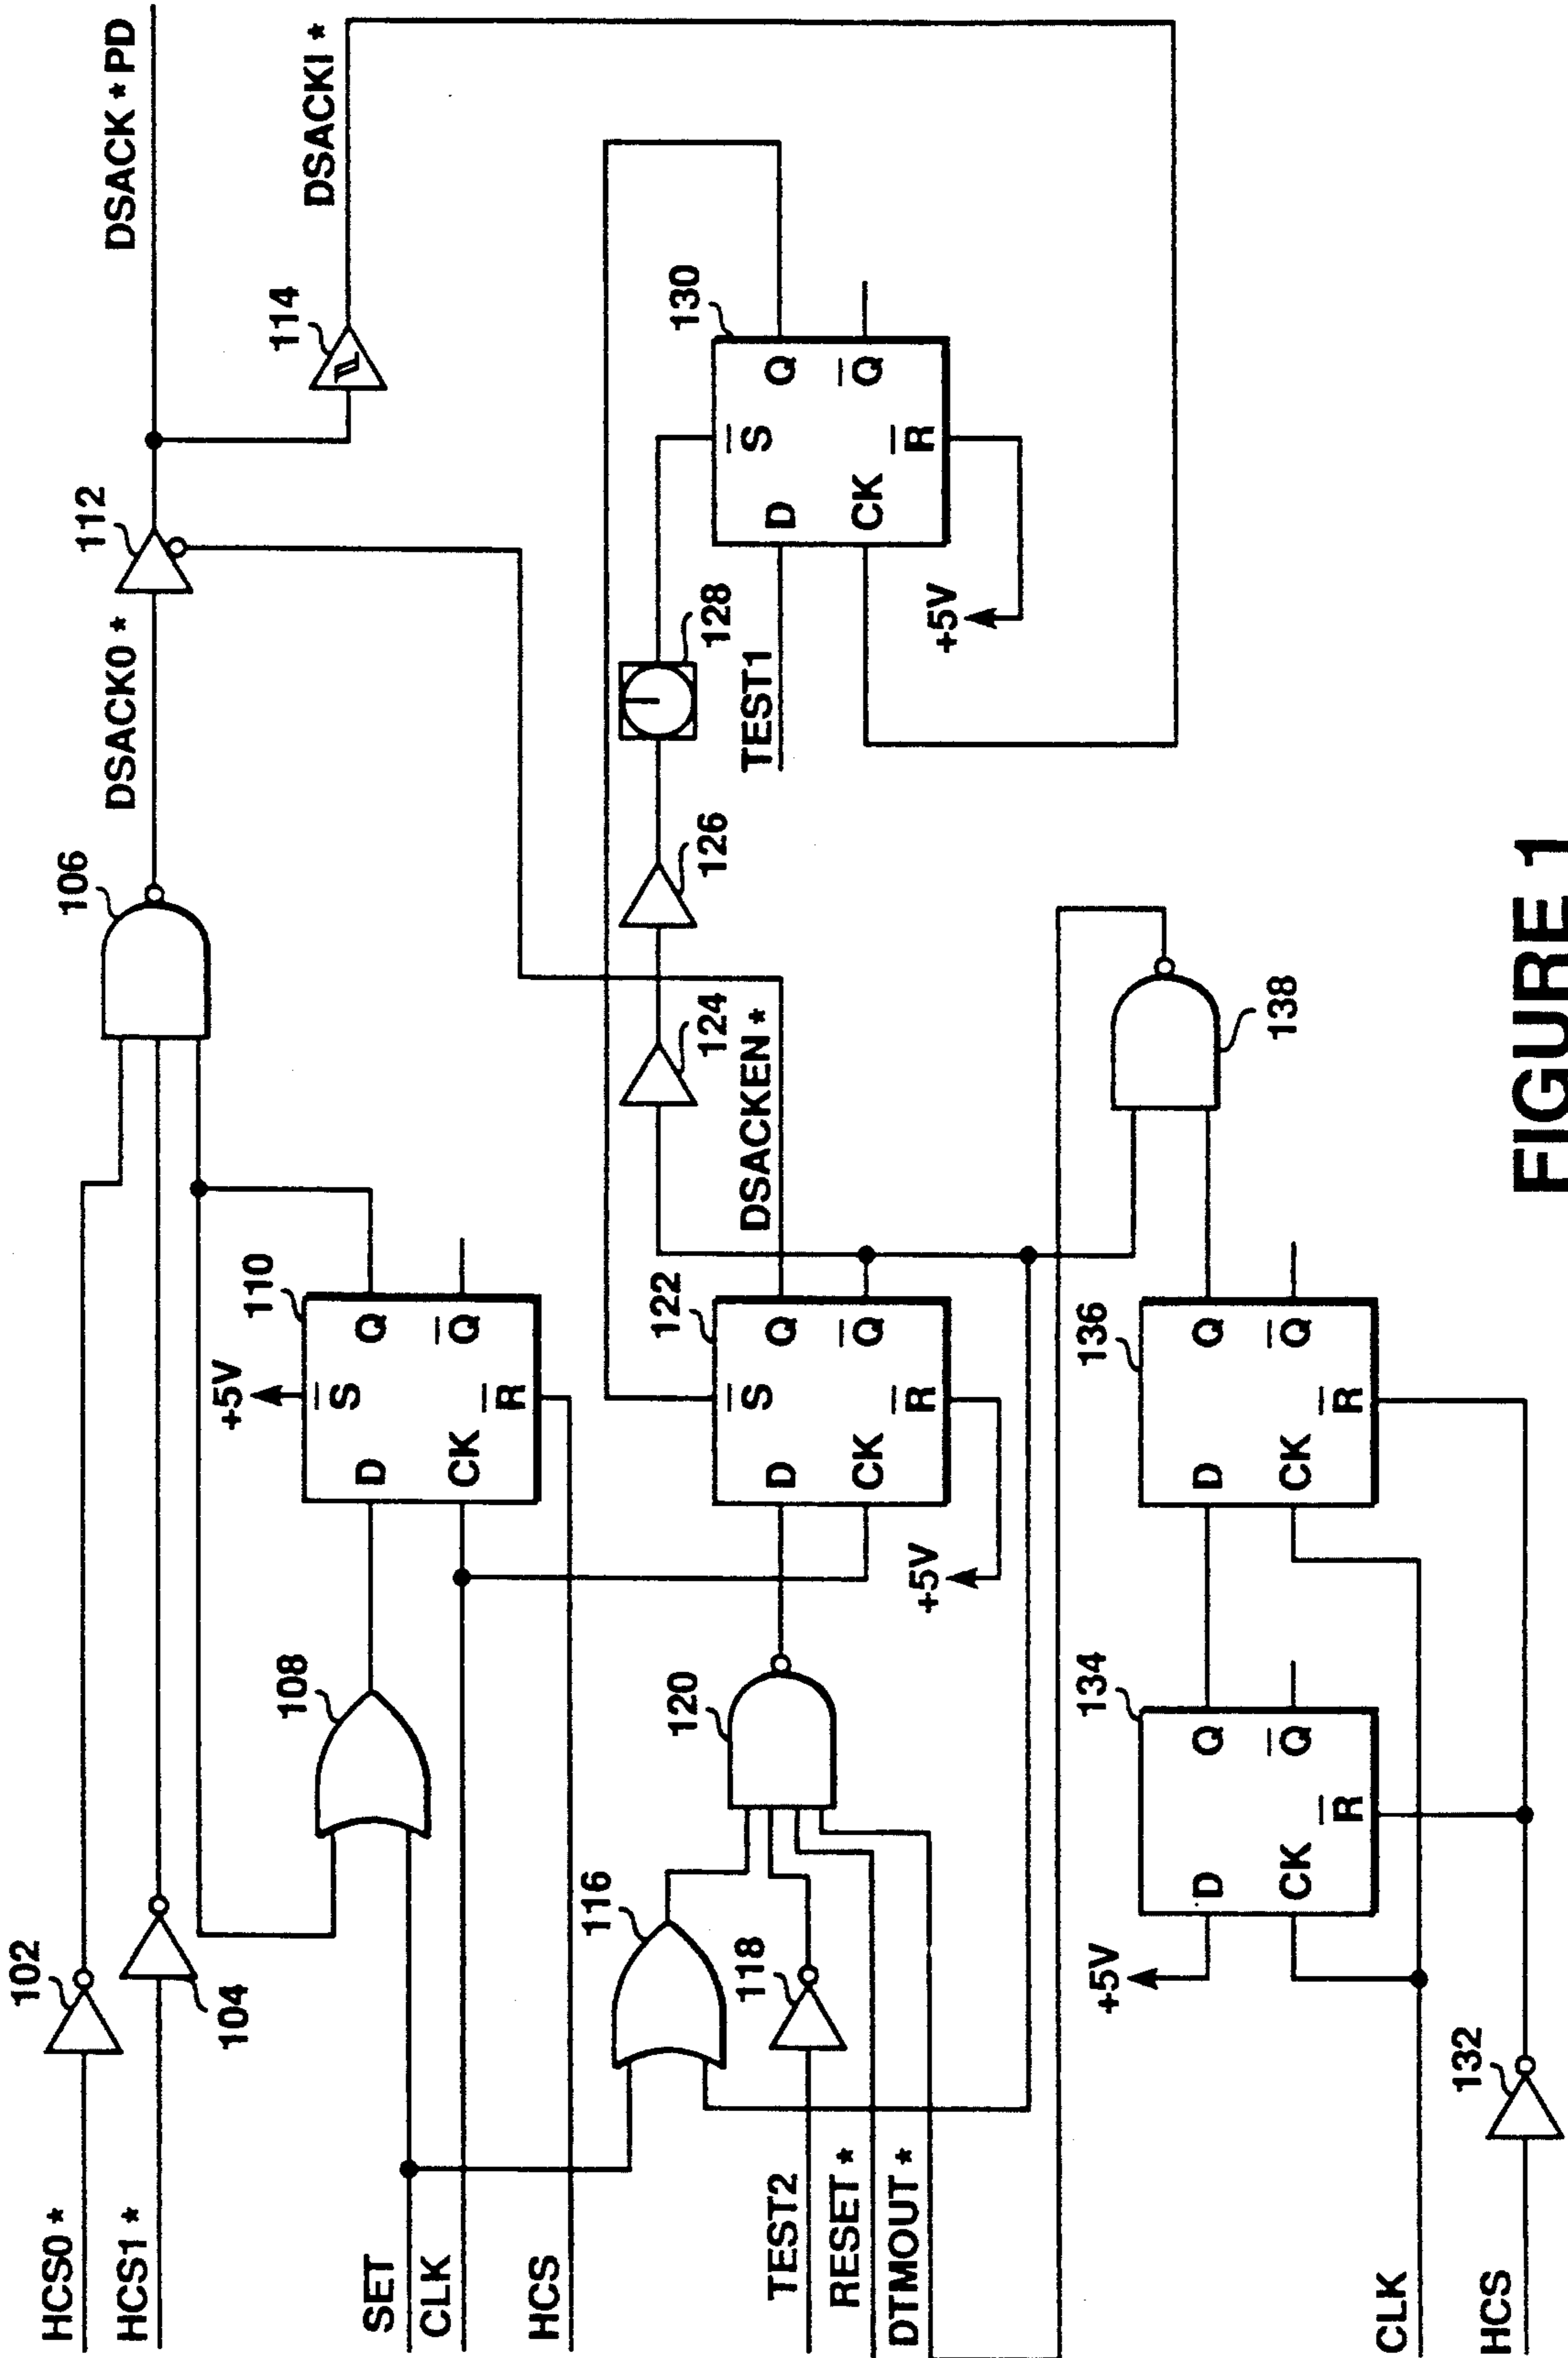 HCS0*
HCS1*
102
104
106
DSACK0*
112
DSACK*PD
114
DSACKI*
SET
CLK
HCS
108
110
+5V
S
D
Q
CK
Q
R
116
118
120
TEST2
RESET*
DTMOUT*
122
S
D
Q
CK
Q
R
+5V
DSACKEN*
124
126
128
TEST1
130
S
D
Q
CK
Q
R
+5V
CLK
HCS
132
+5V
134
D
Q
CK
Q
R
136
D
Q
CK
Q
R
138
FIGURE 1